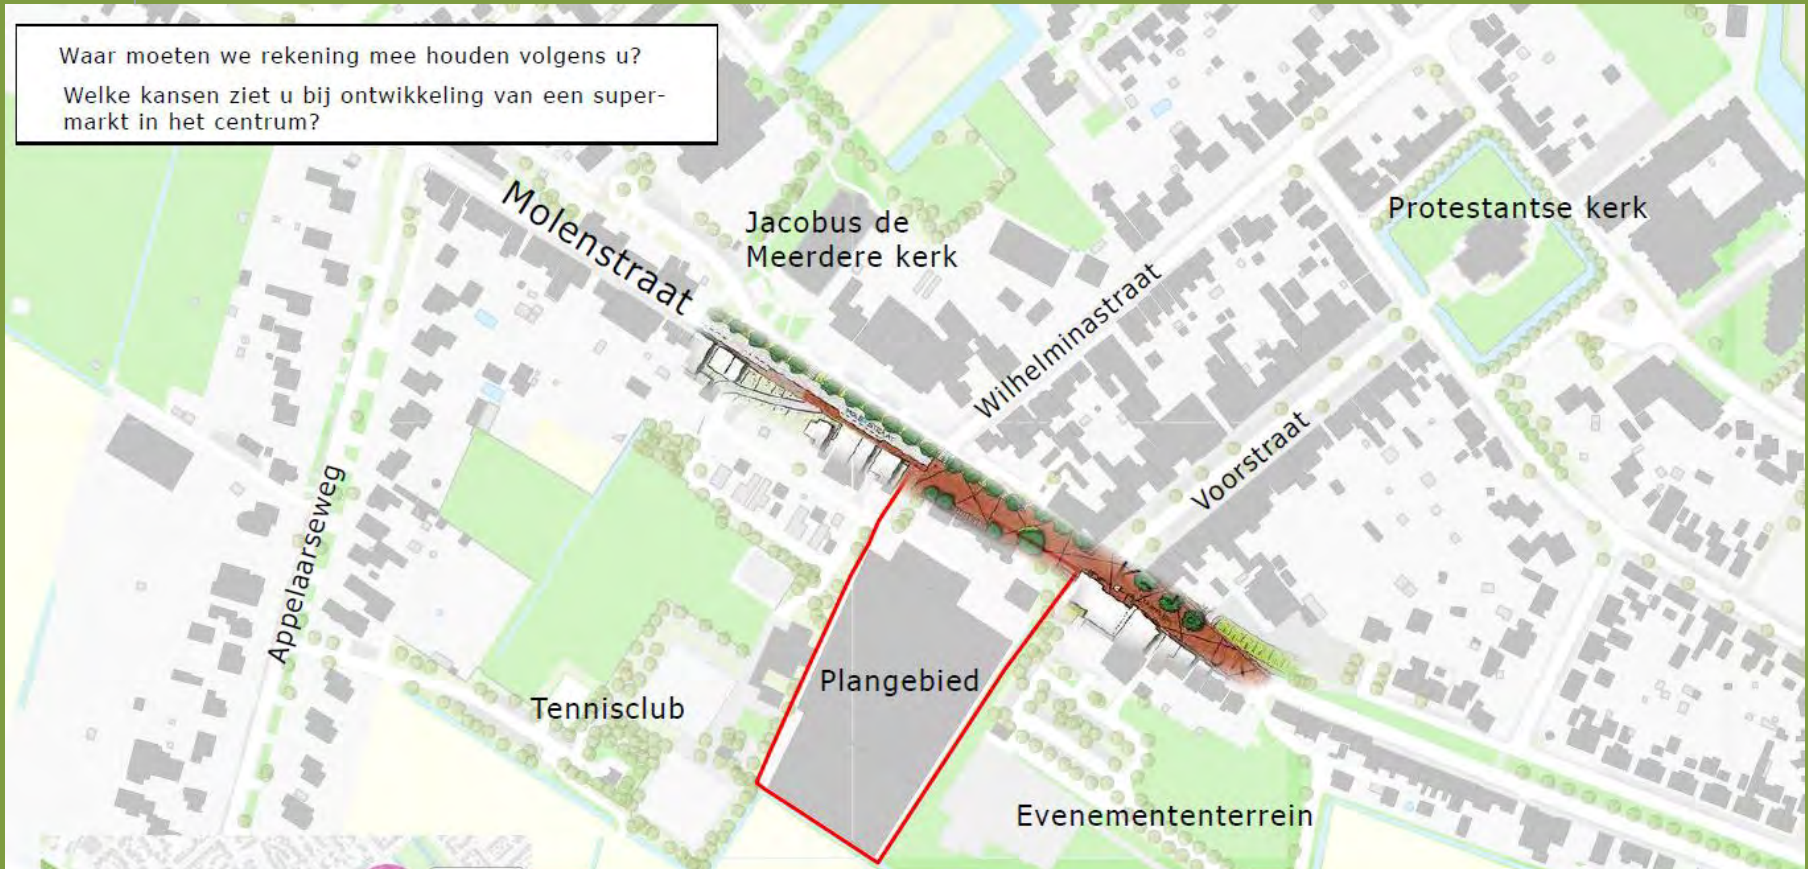 Waar moeten we rekening mee houden volgens u?
Welke kansen ziet u bij ontwikkeling van een super-
markt in het centrum?
Molenstraat
Jacobus de
Meerdere kerk
Protestantse kerk
Wilhelminastraat
Voorstraat
Appelaarseweg
Plangebied
Tennisclub
Evenemententerrein